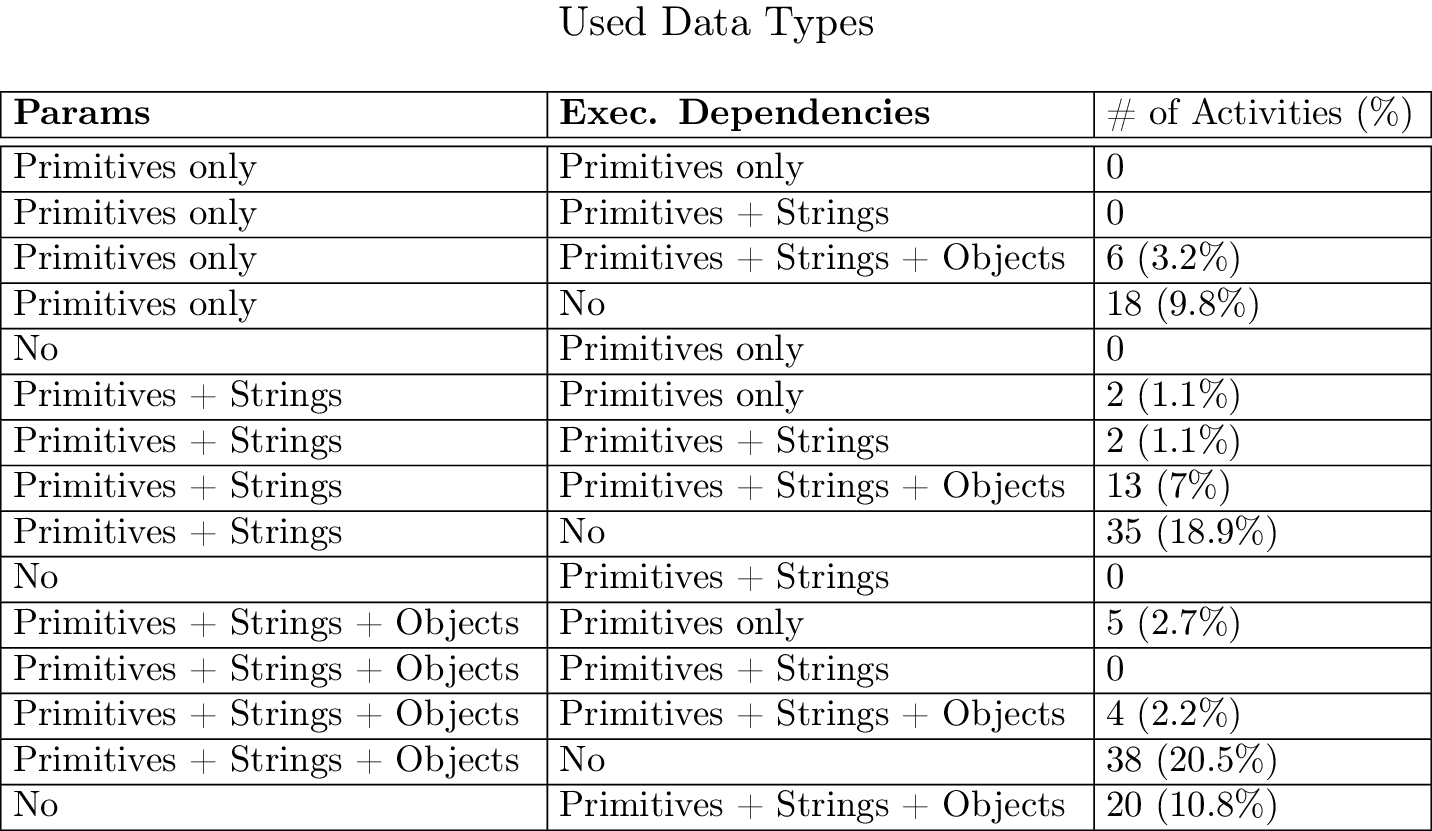 Used Data Types
Params Exec. Dependencies # of Activities (%)
Primitives only Primitives only 0
Primitives only Primitives + Strings 0
Primitives only Primitives + Strings + Objects 6 (3.2%)
Primitives only No 18 (9.8%)
No Primitives only 0
Primitives + Strings Primitives only 2 (1.1%)
Primitives + Strings Primitives + Strings 2 (1.1%)
Primitives + Strings Primitives + Strings + Objects 13 (7%)
Primitives + Strings No 35 (18.9%)
No Primitives + Strings 0
Primitives + Strings + Objects Primitives only 5 (2.7%)
Primitives + Strings + Objects Primitives + Strings 0
Primitives + Strings + Objects Primitives + Strings + Objects 4 (2.2%)
Primitives + Strings + Objects No 38 (20.5%)
No Primitives + Strings + Objects 20 (10.8%)